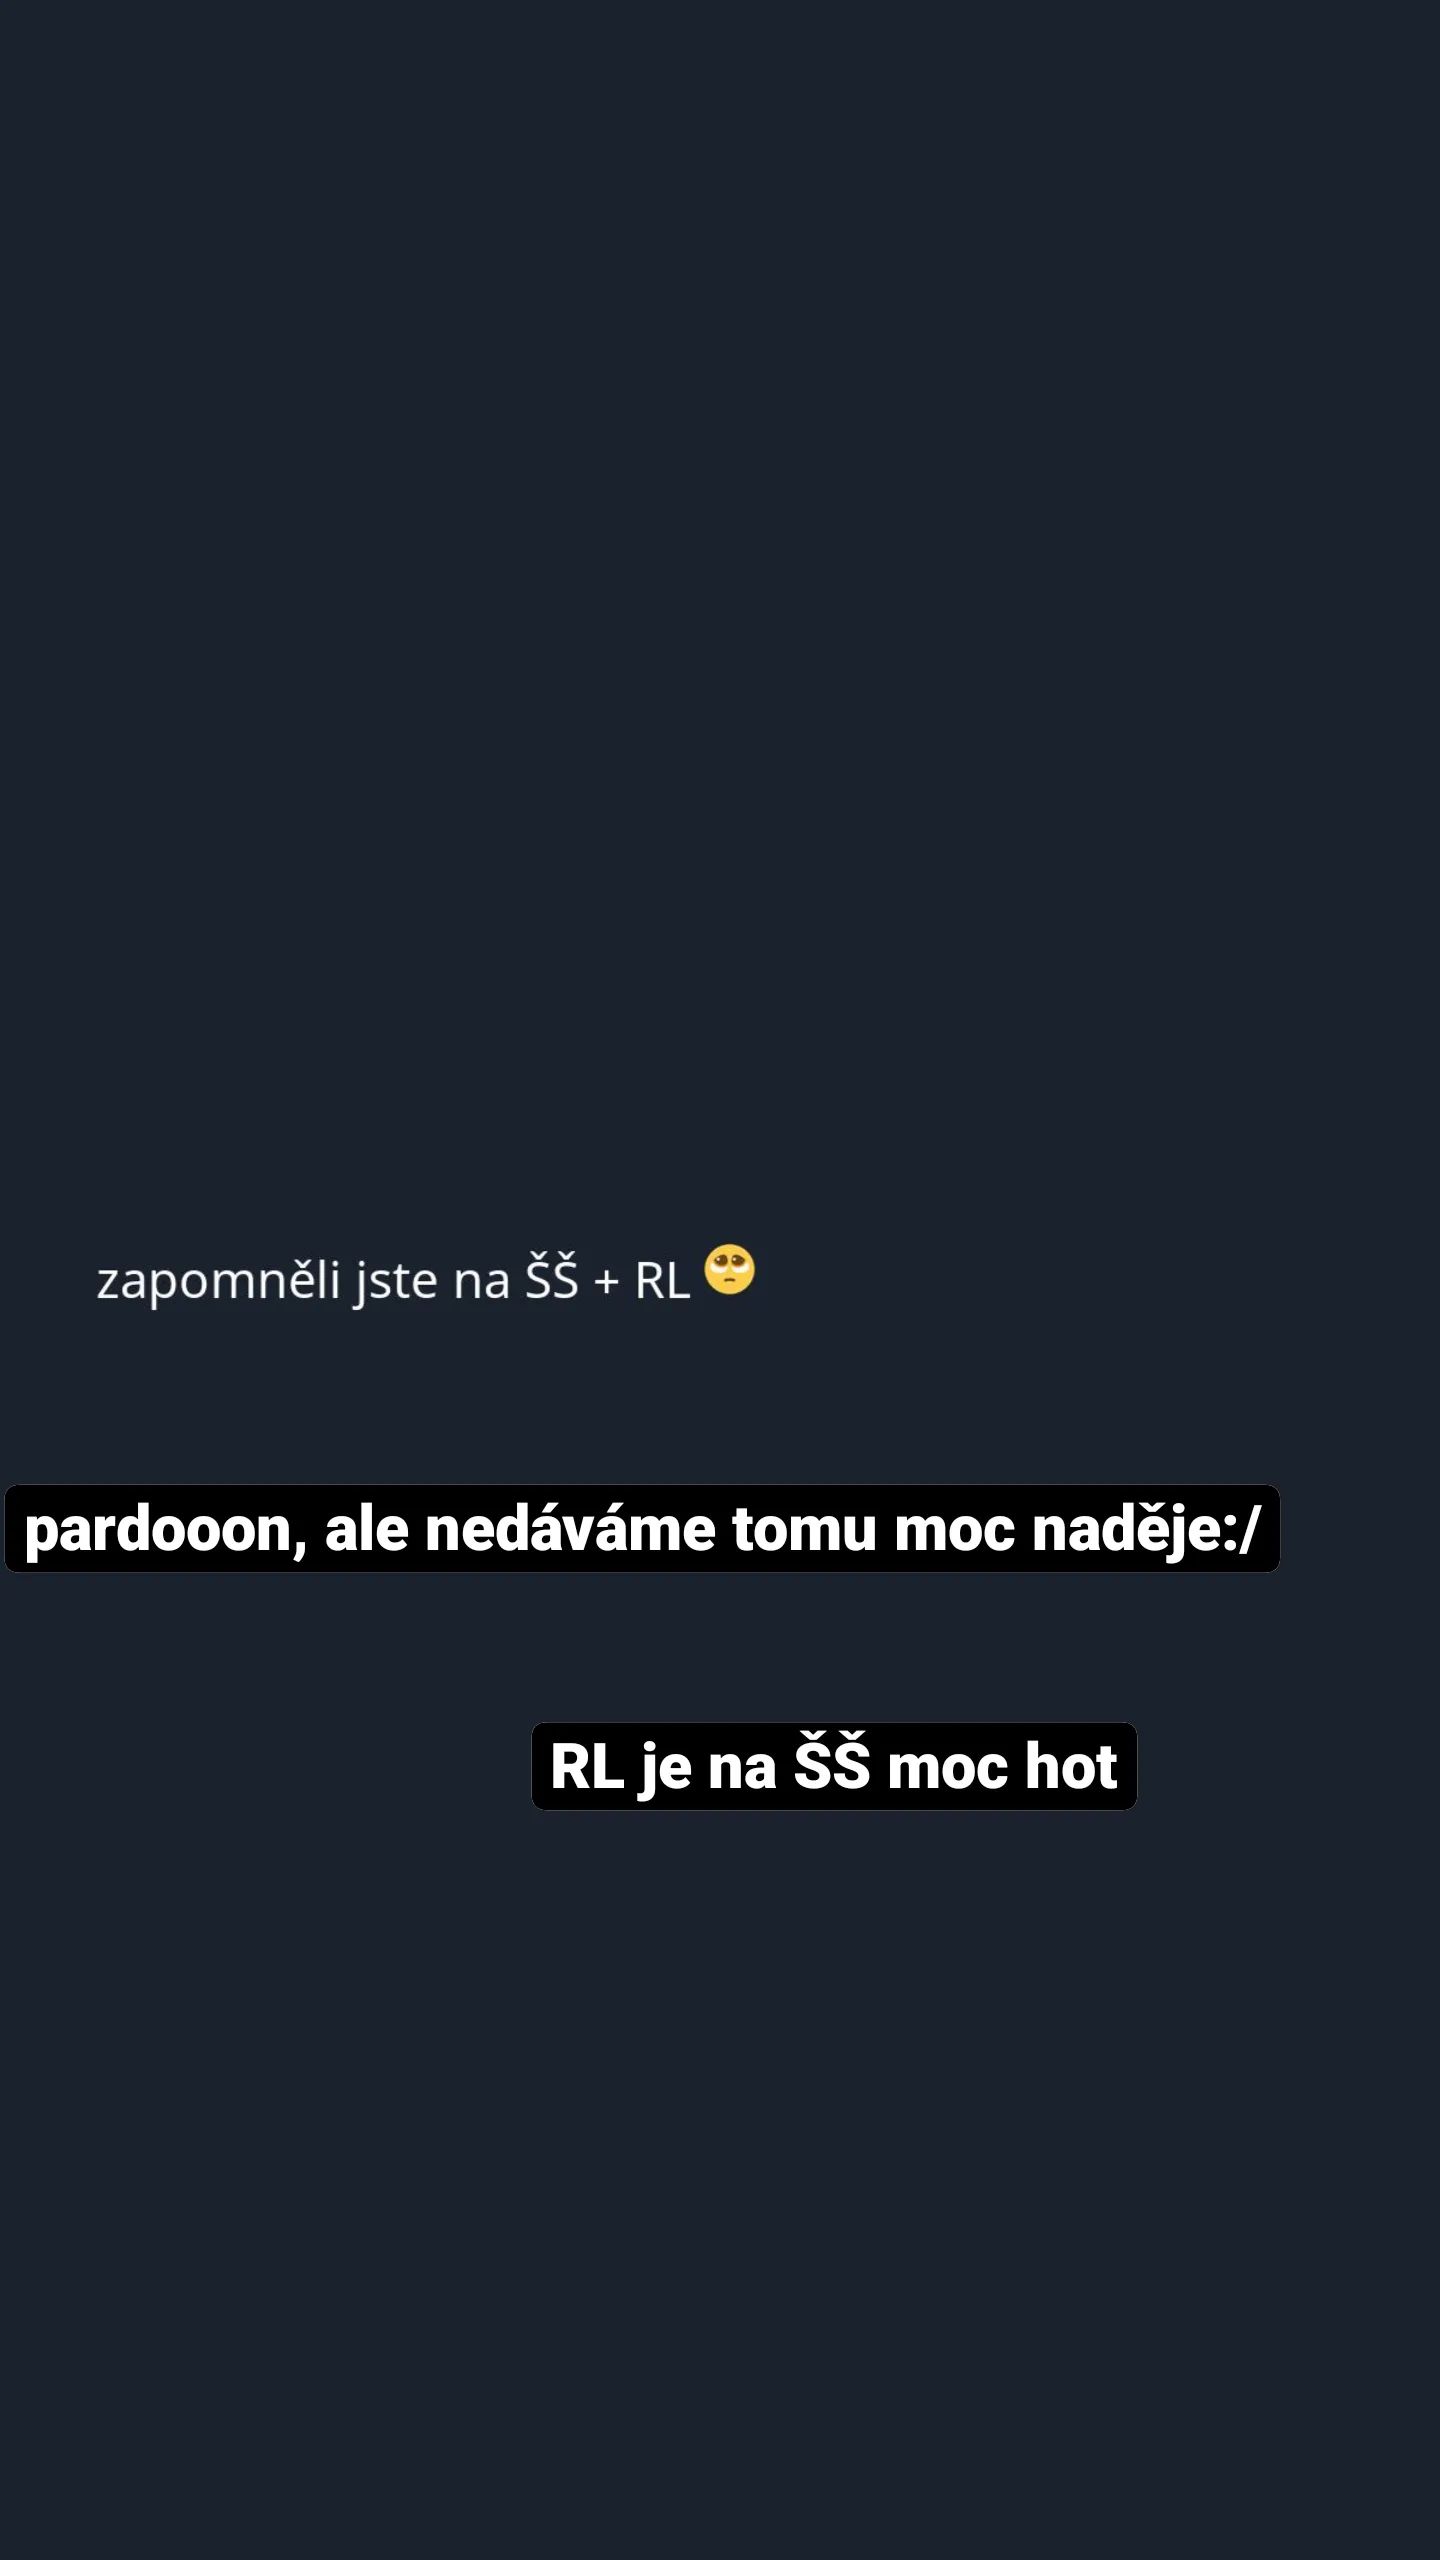 zapomněli jste na ŠŠ + RL 🥺
pardooon, ale nedáváme tomu moc naděje:/
RL je na ŠŠ moc hot